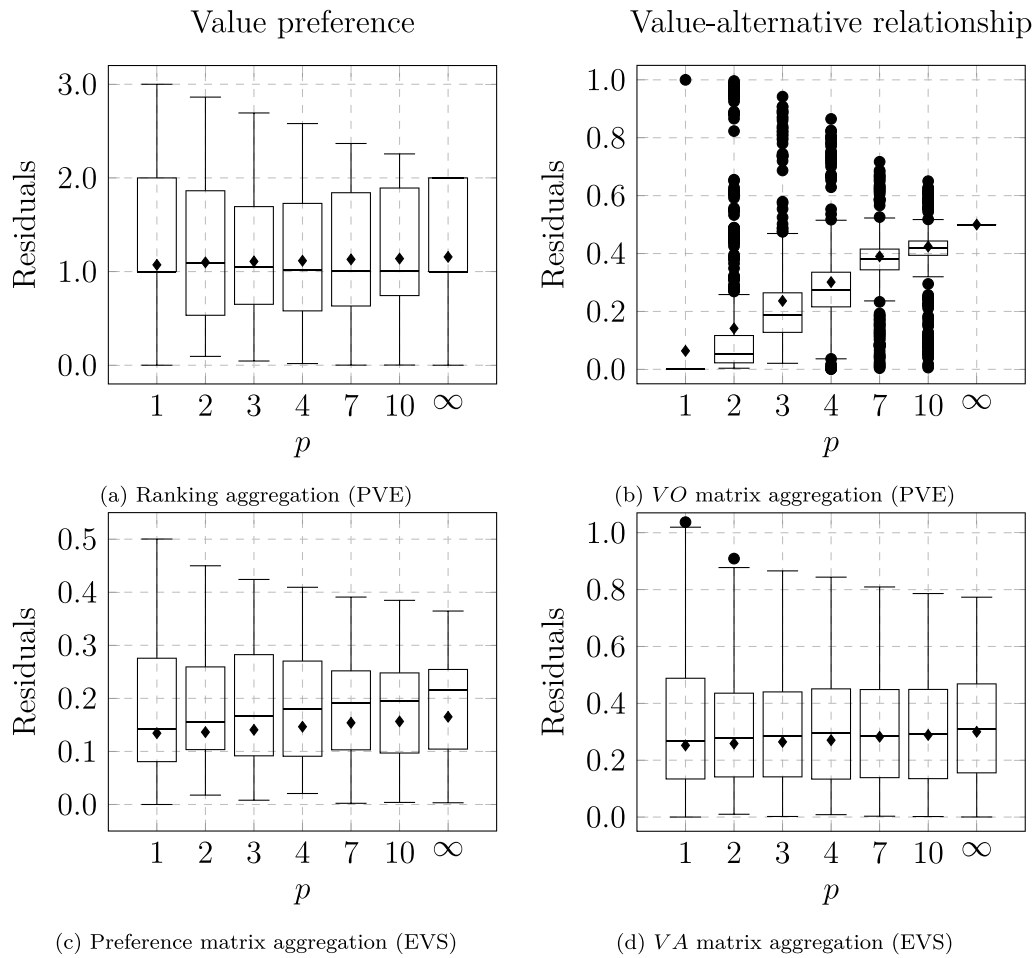 Value preference
Value-alternative relationship
3.0
2.0
1.0
0.0
Residuals
1 2 3 4 7 10 ∞
p
(a) Ranking aggregation (PVE)
1.0
0.8
0.6
0.4
0.2
0.0
Residuals
1 2 3 4 7 10 ∞
p
(b) VO matrix aggregation (PVE)
0.5
0.4
0.3
0.2
0.1
0.0
Residuals
1 2 3 4 7 10 ∞
p
(c) Preference matrix aggregation (EVS)
1.0
0.8
0.6
0.4
0.2
0.0
Residuals
1 2 3 4 7 10 ∞
p
(d) VA matrix aggregation (EVS)